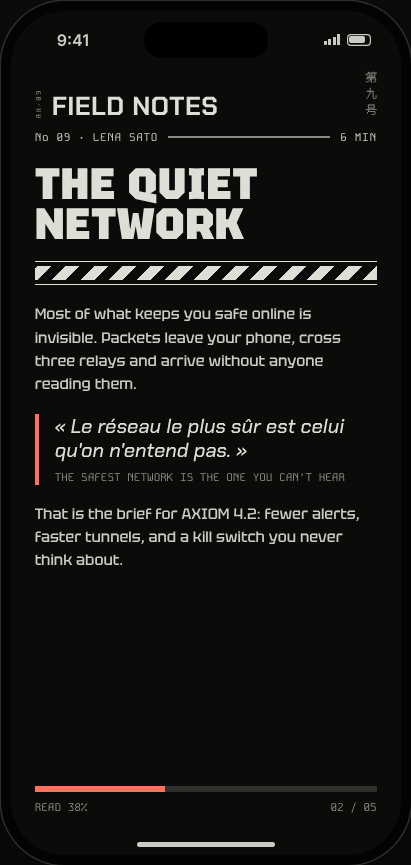 9:41
第九号
FIELD NOTES
No 09 · LENA SATO
6 MIN
THE QUIET
NETWORK
Most of what keeps you safe online is
invisible. Packets leave your phone, cross
three relays and arrive without anyone
reading them.
« Le réseau le plus sûr est celui
qu'on n'entend pas. »
THE SAFEST NETWORK IS THE ONE YOU CAN'T HEAR
That is the brief for AXIOM 4.2: fewer alerts,
faster tunnels, and a kill switch you never
think about.
READ 38%
02 / 05